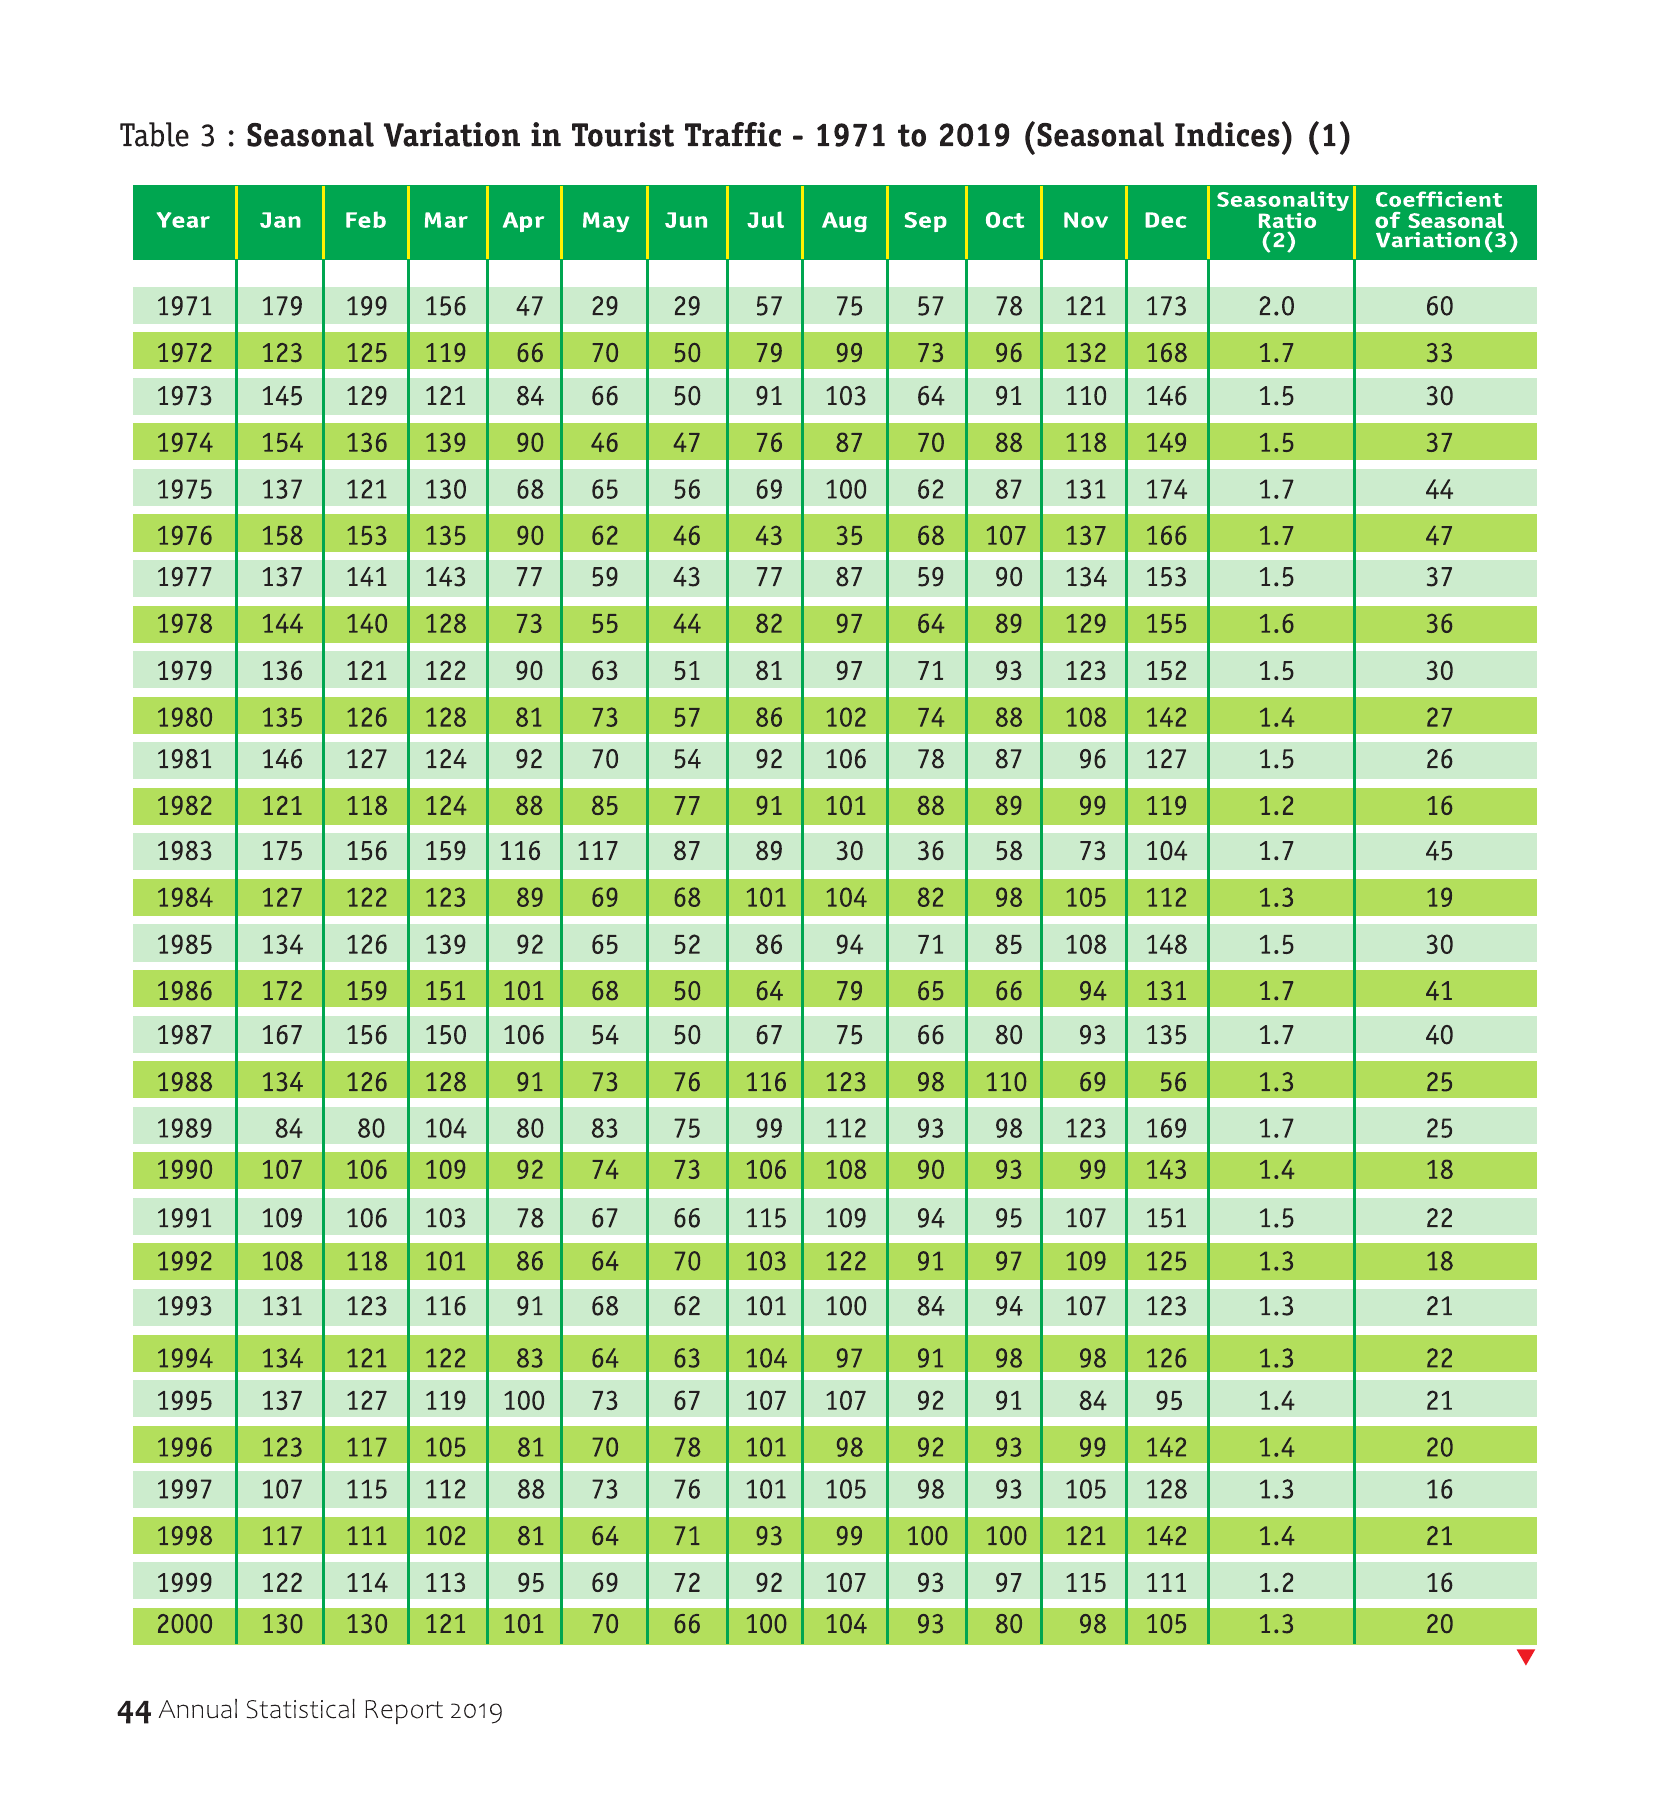 Table 3 : Seasonal Variation in Tourist Traffic - 1971 to 2019 (Seasonal Indices) (1)
Year Jan Feb Mar Apr May Jun Jul Aug Sep Oct Nov Dec Seasonality Ratio (2) Coefficient of Seasonal Variation(3)
1971 179 199 156 47 29 29 57 75 57 78 121 173 2.0 60
1972 123 125 119 66 70 50 79 99 73 96 132 168 1.7 33
1973 145 129 121 84 66 50 91 103 64 91 110 146 1.5 30
1974 154 136 139 90 46 47 76 87 70 88 118 149 1.5 37
1975 137 121 130 68 65 56 69 100 62 87 131 174 1.7 44
1976 158 153 135 90 62 46 43 35 68 107 137 166 1.7 47
1977 137 141 143 77 59 43 77 87 59 90 134 153 1.5 37
1978 144 140 128 73 55 44 82 97 64 89 129 155 1.6 36
1979 136 121 122 90 63 51 81 97 71 93 123 152 1.5 30
1980 135 126 128 81 73 57 86 102 74 88 108 142 1.4 27
1981 146 127 124 92 70 54 92 106 78 87 96 127 1.5 26
1982 121 118 124 88 85 77 91 101 88 89 99 119 1.2 16
1983 175 156 159 116 117 87 89 30 36 58 73 104 1.7 45
1984 127 122 123 89 69 68 101 104 82 98 105 112 1.3 19
1985 134 126 139 92 65 52 86 94 71 85 108 148 1.5 30
1986 172 159 151 101 68 50 64 79 65 66 94 131 1.7 41
1987 167 156 150 106 54 50 67 75 66 80 93 135 1.7 40
1988 134 126 128 91 73 76 116 123 98 110 69 56 1.3 25
1989 84 80 104 80 83 75 99 112 93 98 123 169 1.7 25
1990 107 106 109 92 74 73 106 108 90 93 99 143 1.4 18
1991 109 106 103 78 67 66 115 109 94 95 107 151 1.5 22
1992 108 118 101 86 64 70 103 122 91 97 109 125 1.3 18
1993 131 123 116 91 68 62 101 100 84 94 107 123 1.3 21
1994 134 121 122 83 64 63 104 97 91 98 98 126 1.3 22
1995 137 127 119 100 73 67 107 107 92 91 84 95 1.4 21
1996 123 117 105 81 70 78 101 98 92 93 99 142 1.4 20
1997 107 115 112 88 73 76 101 105 98 93 105 128 1.3 16
1998 117 111 102 81 64 71 93 99 100 100 121 142 1.4 21
1999 122 114 113 95 69 72 92 107 93 97 115 111 1.2 16
2000 130 130 121 101 70 66 100 104 93 80 98 105 1.3 20
44 Annual Statistical Report 2019